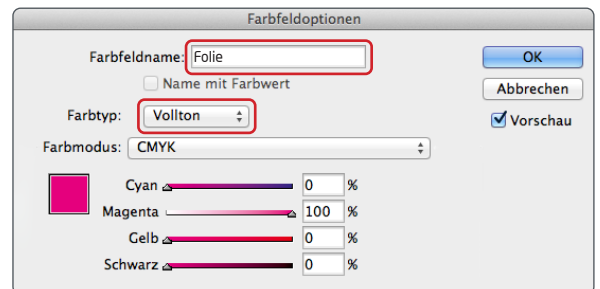 Farbfeldoptionen
Farbfeldname: Folie
OK
Name mit Farbwert
Abbrechen
Farbtyp: Vollton
Vorschau
Farbmodus: CMYK
Cyan 0 %
Magenta 100 %
Gelb 0 %
Schwarz 0 %